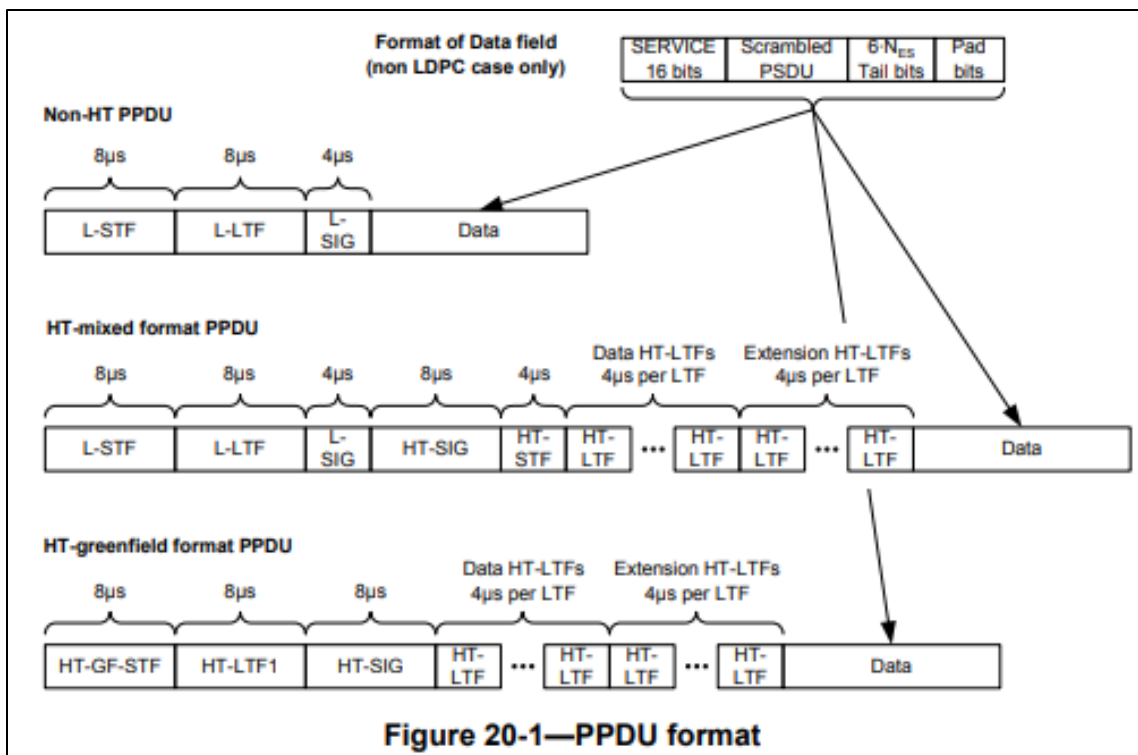 Format of Data field
(non LDPC case only)
SERVICE
16 bits
Scrambled
PSDU
6·N_ES
Tail bits
Pad
bits
Non-HT PPDU
8µs
8µs
4µs
L-STF
L-LTF
L-
SIG
Data
HT-mixed format PPDU
Data HT-LTFs
4µs per LTF
Extension HT-LTFs
4µs per LTF
8µs
8µs
4µs
8µs
4µs
L-STF
L-LTF
L-
SIG
HT-SIG
HT-
STF
HT-
LTF
•••
HT-
LTF
HT-
LTF
•••
HT-
LTF
Data
HT-greenfield format PPDU
Data HT-LTFs
4µs per LTF
Extension HT-LTFs
4µs per LTF
8µs
8µs
8µs
HT-GF-STF
HT-LTF1
HT-SIG
HT-
LTF
•••
HT-
LTF
HT-
LTF
•••
HT-
LTF
Data
Figure 20-1—PPDU format